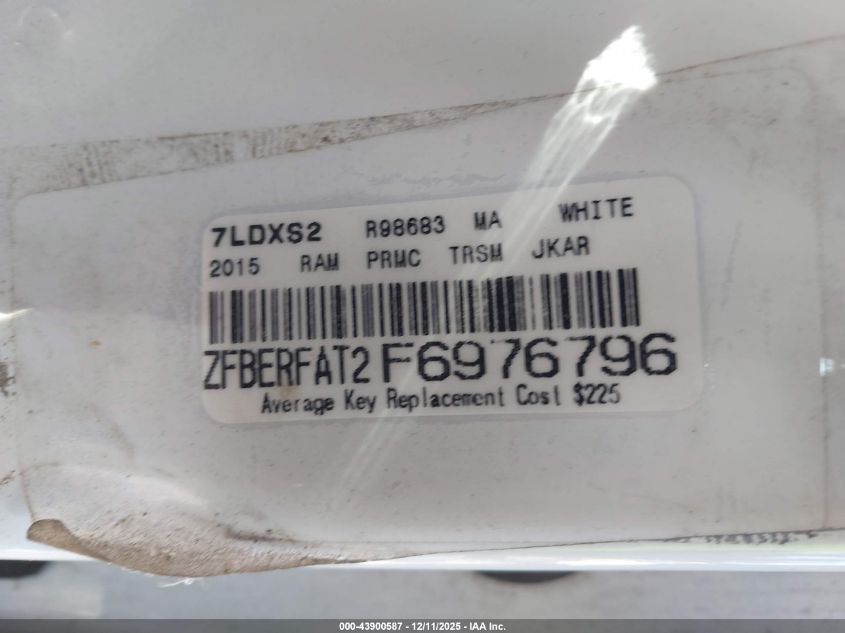 7LDXS2 R98683 MA WHITE
2015 RAM PRMC TRSM JKAR
ZFBERFAT2F6976796
Average Key Replacement Cost $225
000-43900587 - 12/11/2025 - IAA Inc.